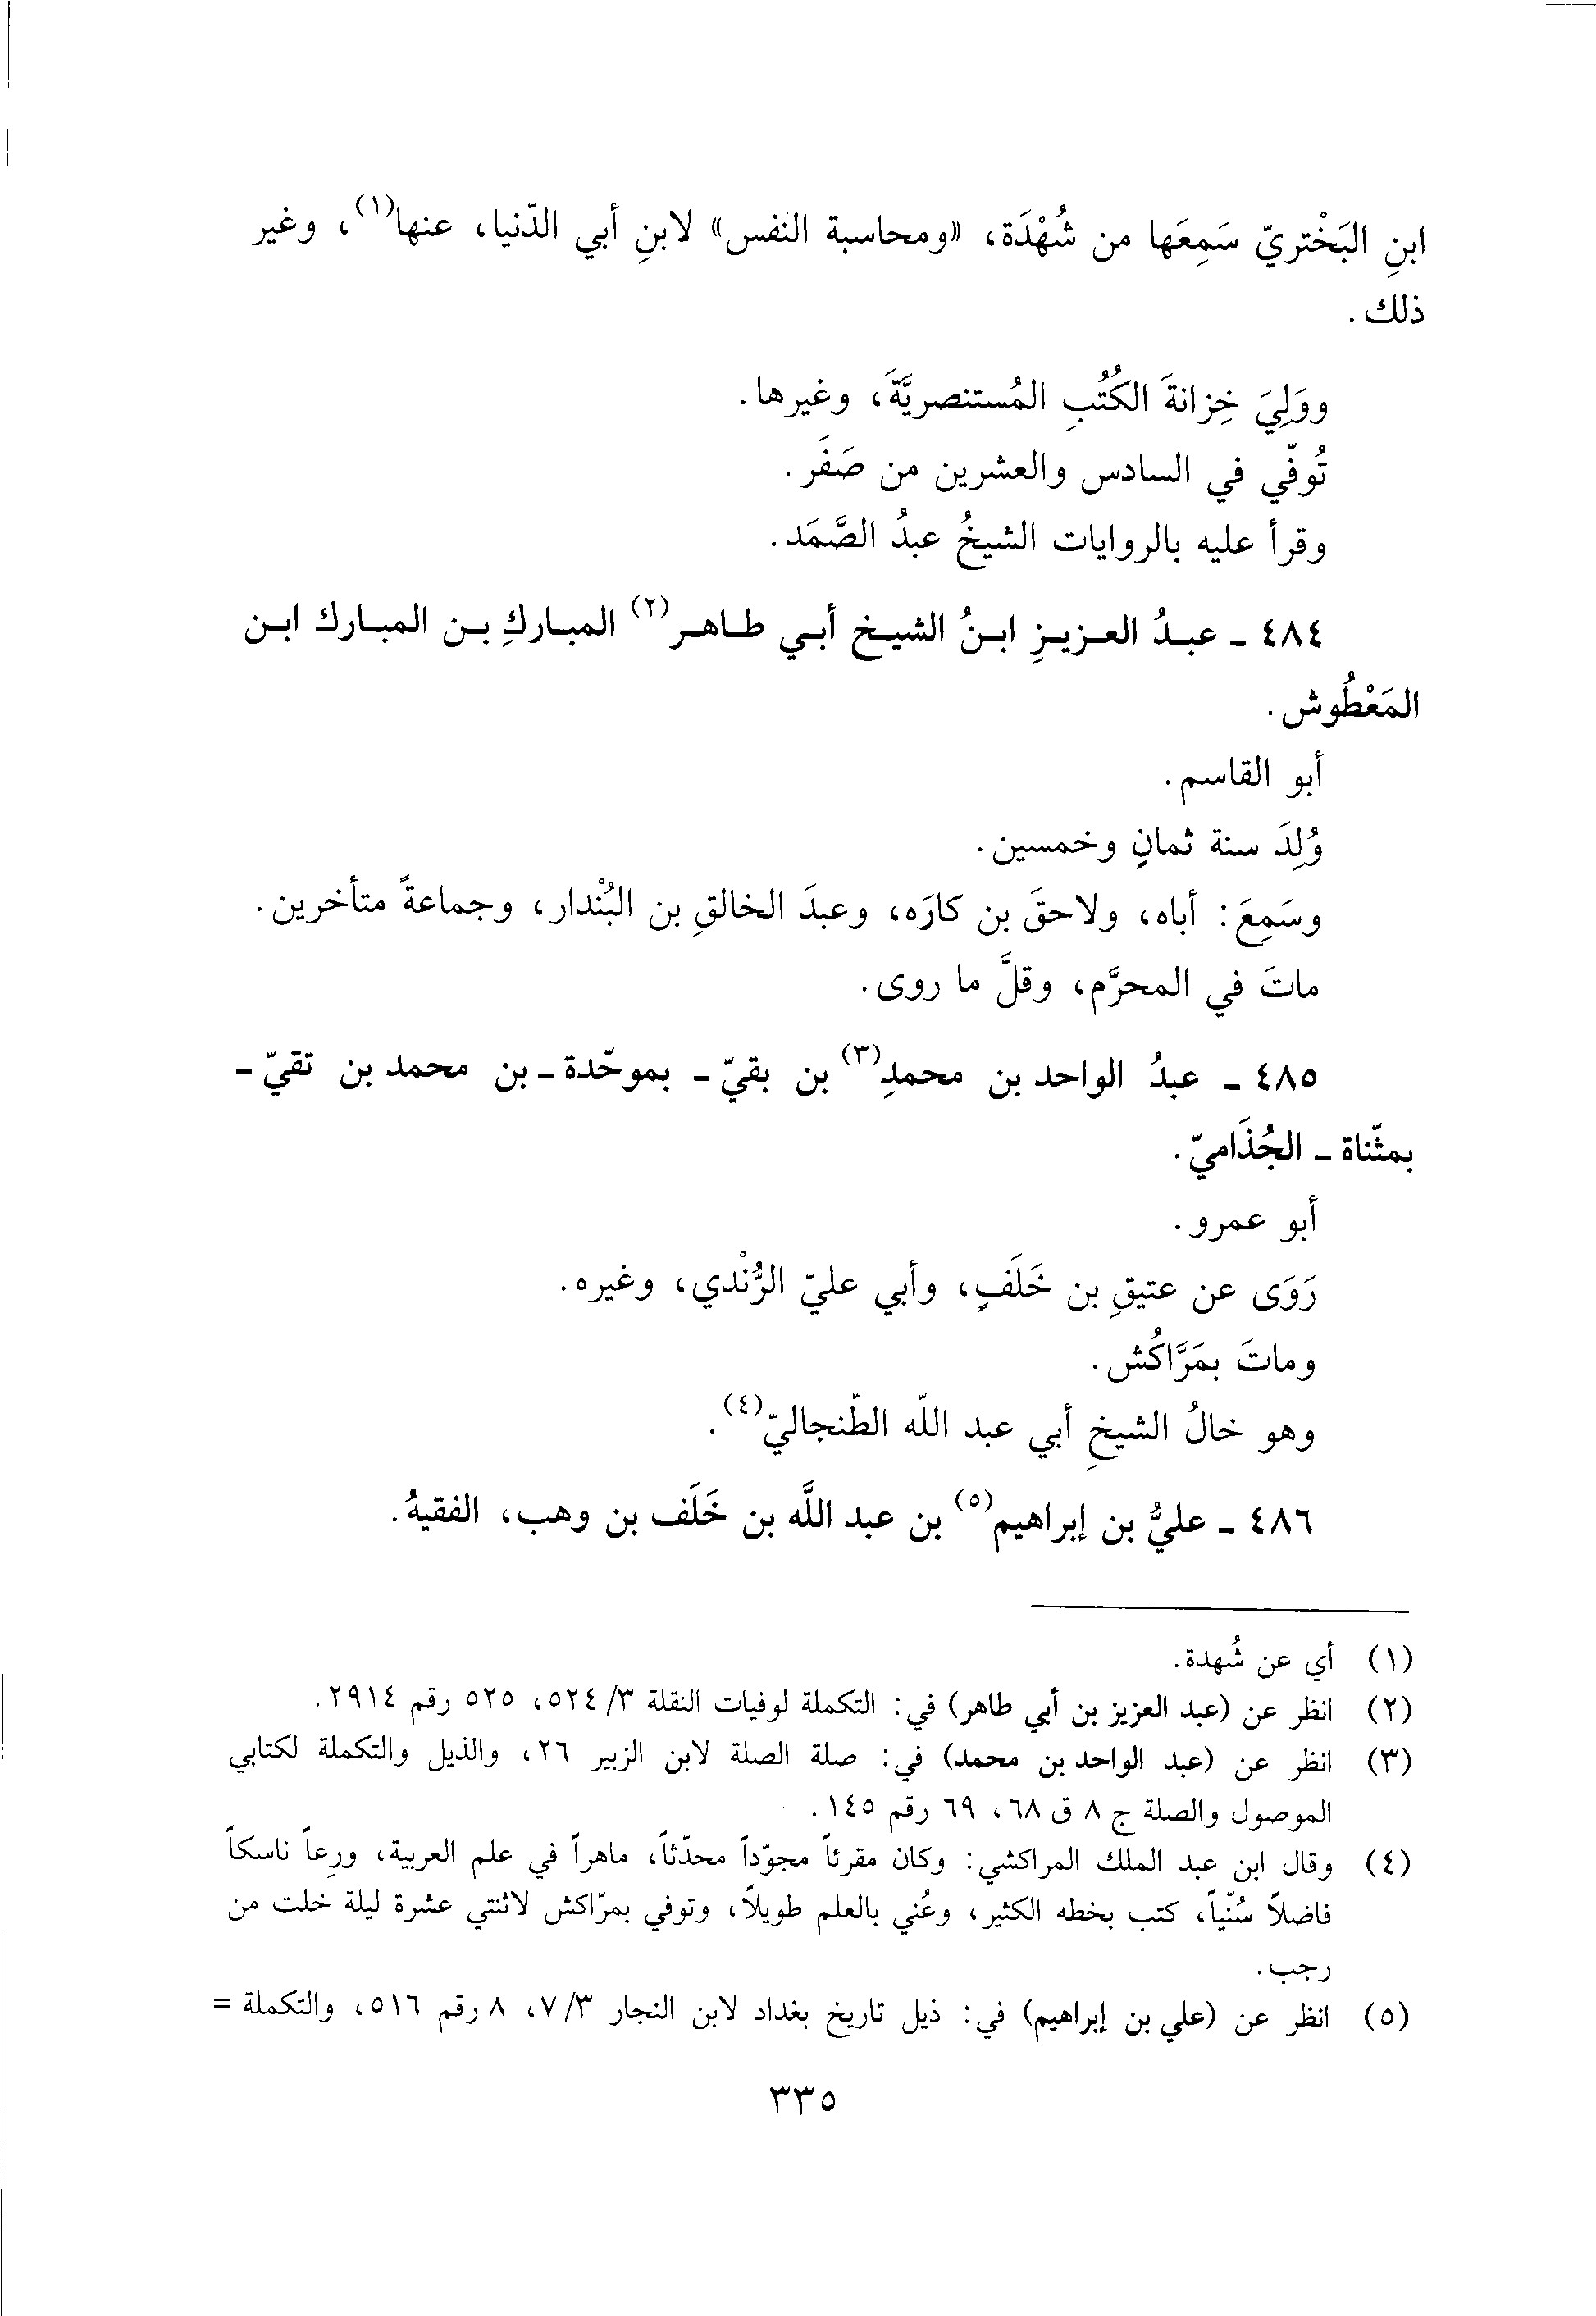 ابنِ البَخْتريّ سَمِعَها من شُهْدَة، «ومحاسبة النفس» لابنِ أبي الدّنيا، عنها(١)، وغير
ذلك.
ووَلِيَ خِزانةَ الكُتُبِ المُستنصريَّةَ، وغيرها.
تُوفّي في السادس والعشرين من صَفَر.
وقرأ عليه بالروايات الشيخُ عبدُ الصَّمَد.
٤٨٤ ـ عبدُ العزيزِ ابنُ الشيخ أبي طاهر(٢) المباركِ بن المبارك ابن
المَعْطُوش.
أبو القاسم.
وُلِدَ سنة ثمانٍ وخمسين.
وسَمِعَ: أباه، ولاحقَ بن كارَه، وعبدَ الخالقِ بن البُنْدار، وجماعةً متأخرين.
ماتَ في المحرَّم، وقلَّ ما روى.
٤٨٥ ـ عبدُ الواحد بن محمدِ(٣) بن بقيّ ـ بموحّدة ـ بن محمد بن تقيّ ـ
بمثّناة ـ الجُذَاميّ.
أبو عمرو.
رَوَى عن عتيقِ بن خَلَفٍ، وأبي عليّ الرُّنْدي، وغيره.
وماتَ بمَرَّاكُش.
وهو خالُ الشيخِ أبي عبد اللّه الطّنجاليّ(٤).
٤٨٦ ـ عليُّ بن إبراهيم(٥) بن عبد اللَّه بن خَلَف بن وهب، الفقيهُ.
(١) أي عن شُهدة.
(٢) انظر عن (عبد العزيز بن أبي طاهر) في: التكملة لوفيات النقلة ٣/ ٥٢٤، ٥٢٥ رقم ٢٩١٤.
(٣) انظر عن (عبد الواحد بن محمد) في: صلة الصلة لابن الزبير ٢٦، والذيل والتكملة لكتابي
الموصول والصلة ج ٨ ق ٦٨، ٦٩ رقم ١٤٥.
(٤) وقال ابن عبد الملك المراكشي: وكان مقرئاً مجوّداً محدّثاً، ماهراً في علم العربية، ورِعاً ناسكاً
فاضلاً سُنّياً، كتب بخطه الكثير، وعُني بالعلم طويلاً، وتوفي بمرّاكش لاثنتي عشرة ليلة خلت من
رجب.
(٥) انظر عن (علي بن إبراهيم) في: ذيل تاريخ بغداد لابن النجار ٣/ ٧، ٨ رقم ٥١٦، والتكملة =
٣٣٥